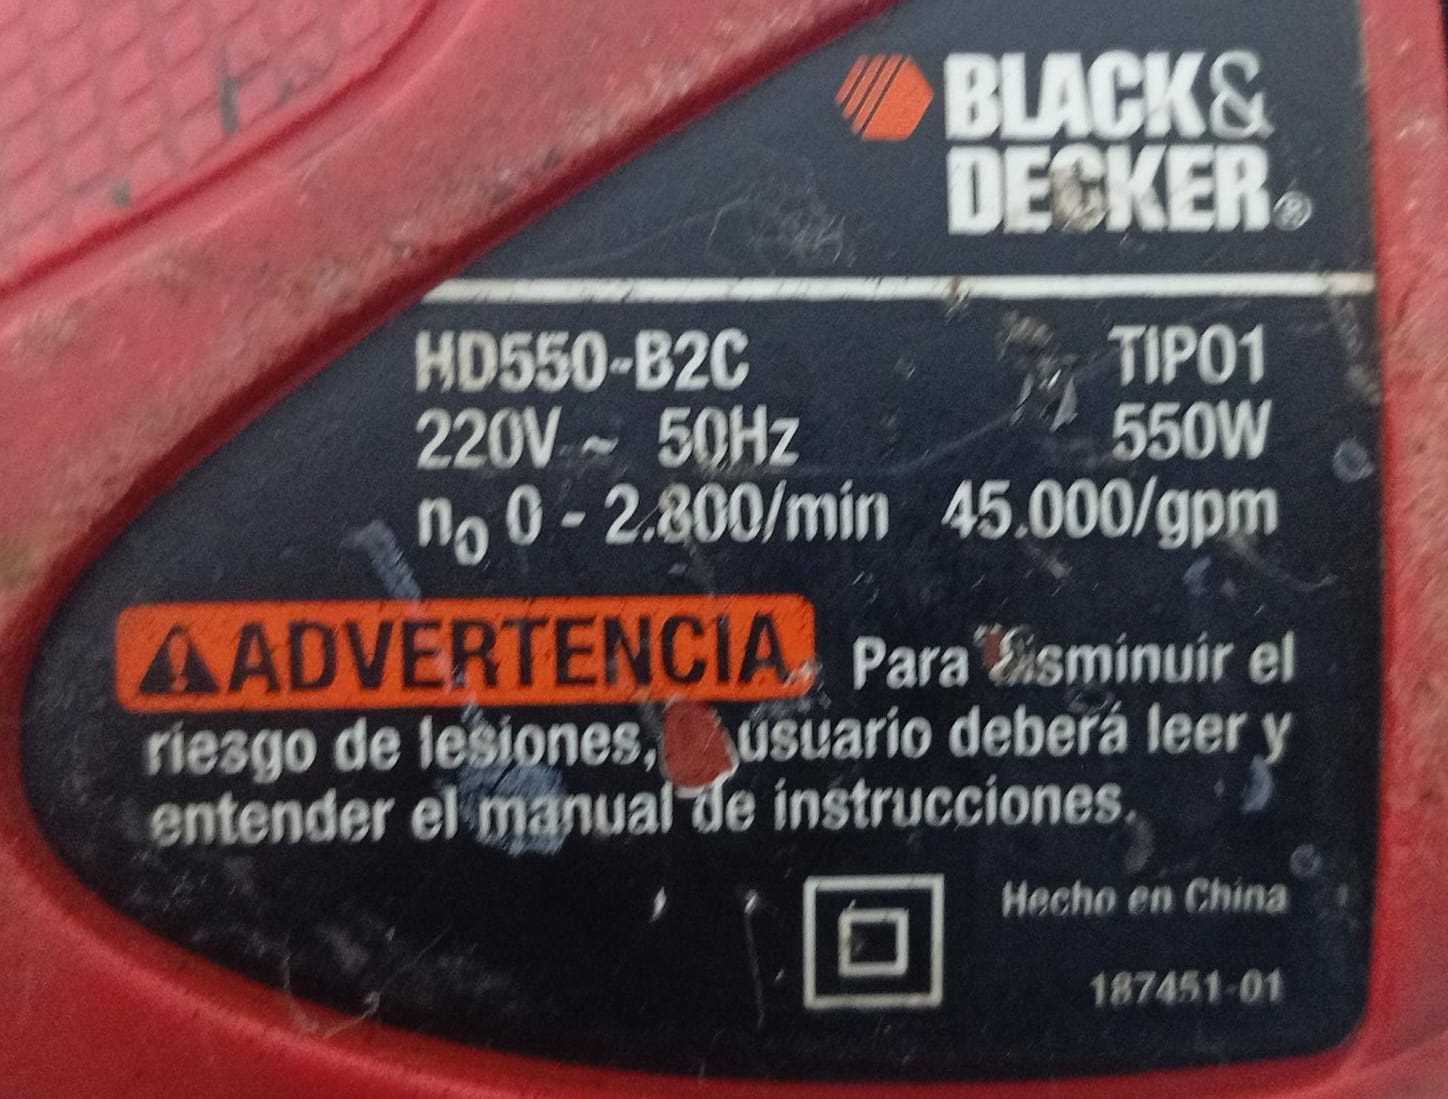 BLACK&
DECKER®
HD550-B2C TIPO1
220V ~ 50Hz 550W
n₀ 0 - 2.800/min 45.000/gpm
ADVERTENCIA Para disminuir el
riesgo de lesiones, usuario deberá leer y
entender el manual de instrucciones.
Hecho en China
187451-01